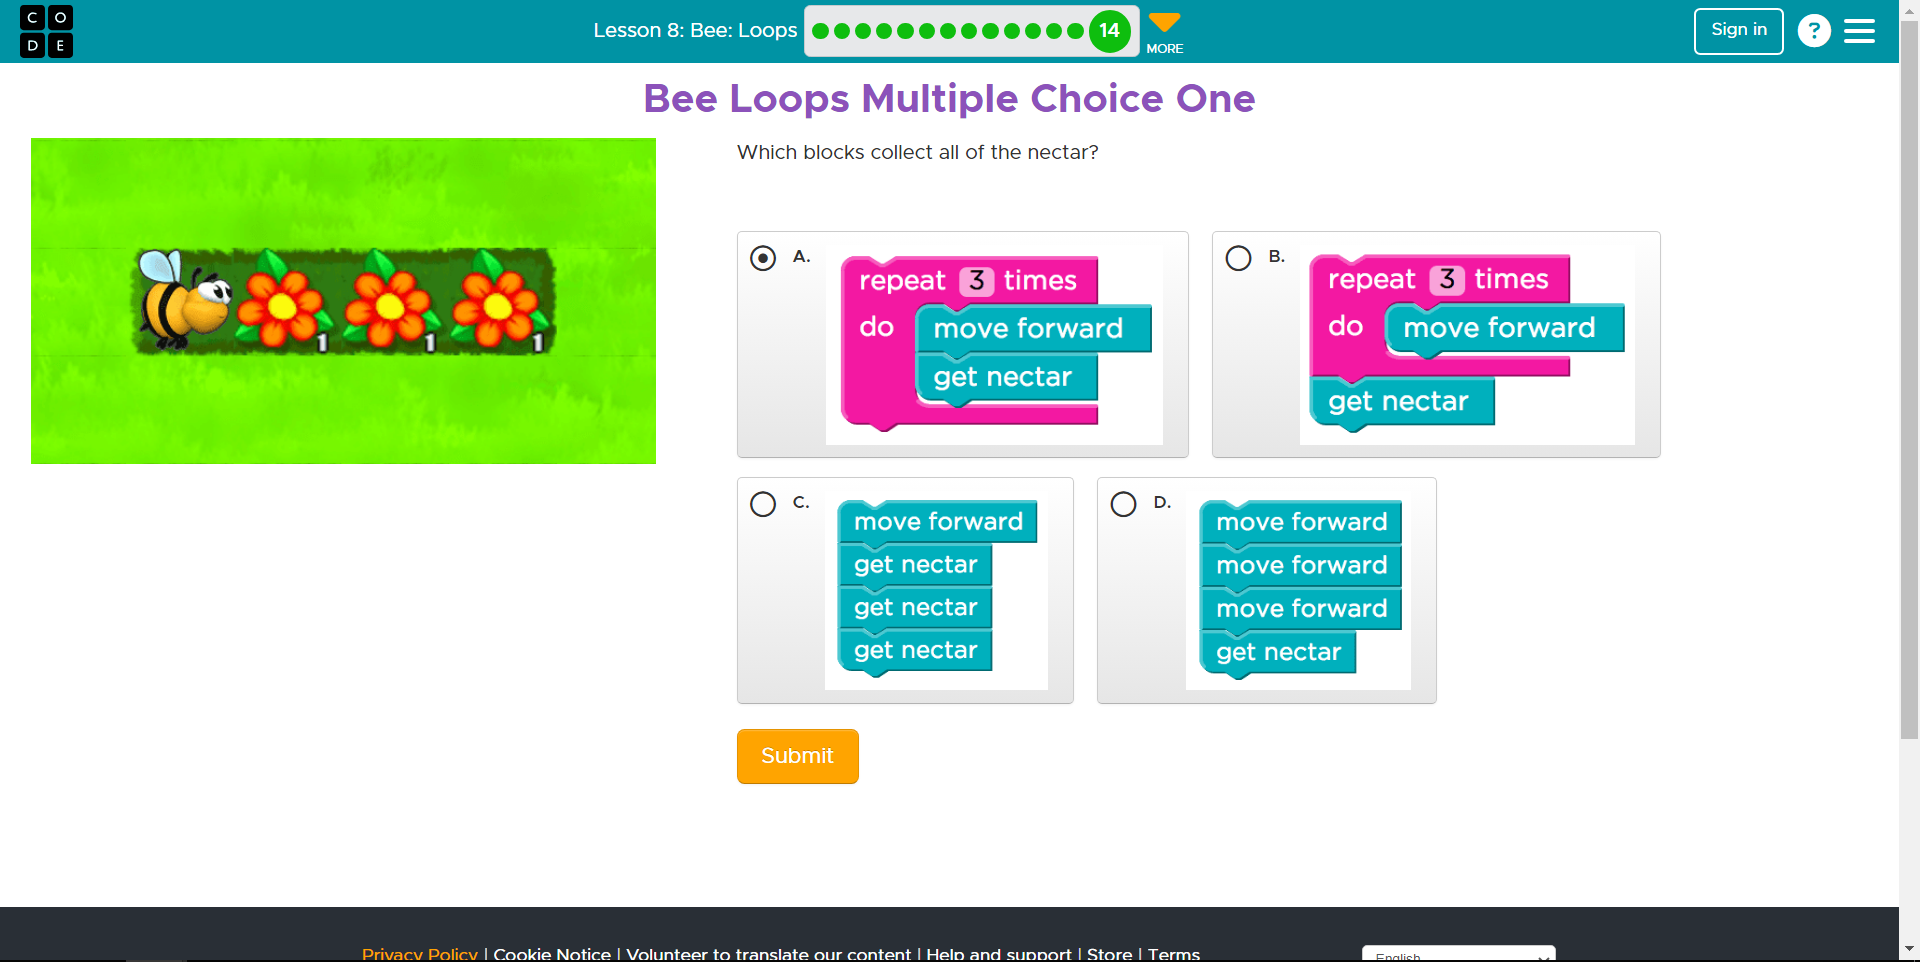 C O
D E
Lesson 8: Bee: Loops
14
MORE
Sign in
?
Bee Loops Multiple Choice One
Which blocks collect all of the nectar?
1
1
1
A.
repeat 3 times
do
move forward
get nectar
B.
repeat 3 times
do
move forward
get nectar
C.
move forward
get nectar
get nectar
get nectar
D.
move forward
move forward
move forward
get nectar
Submit
Privacy Policy | Cookie Notice | Volunteer to translate our content | Help and support | Store | Terms
English